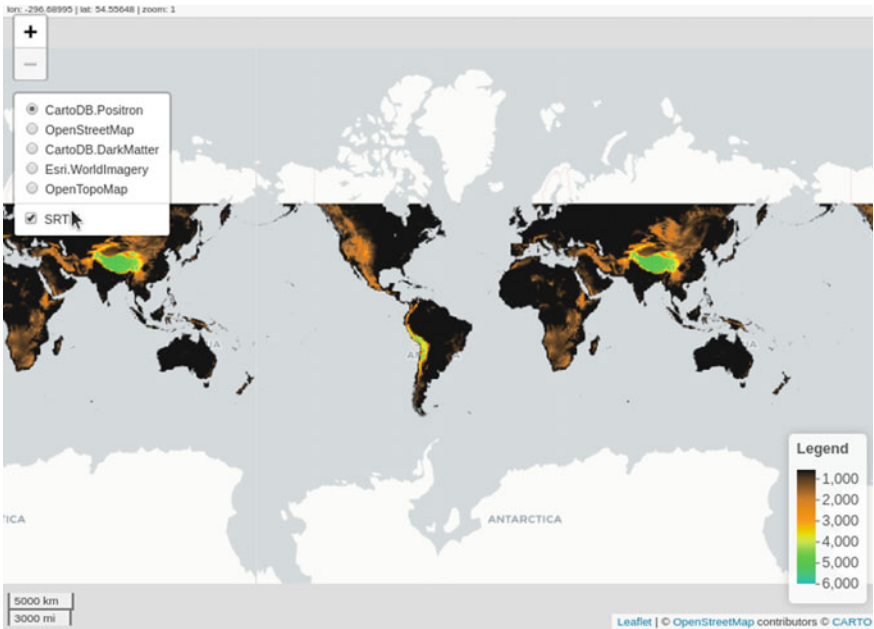 lon: -296.68995 | lat: 54.55648 | zoom: 1
+
−
CartoDB.Positron
OpenStreetMap
CartoDB.DarkMatter
Esri.WorldImagery
OpenTopoMap
SRT
ICA
ANTARCTICA
Legend
1,000
2,000
3,000
4,000
5,000
6,000
5000 km
3000 mi
Leaflet | © OpenStreetMap contributors © CARTO